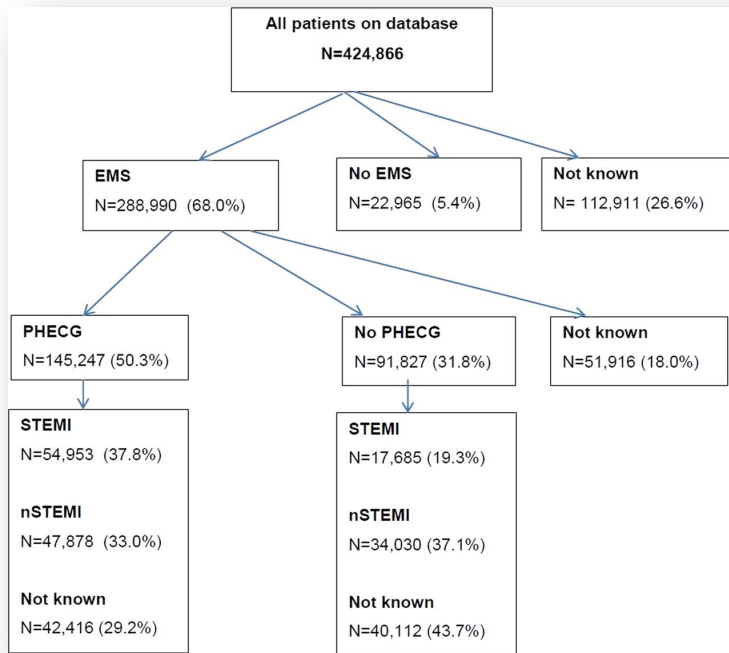 All patients on database
N=424,866
EMS
N=288,990 (68.0%)
No EMS
N=22,965 (5.4%)
Not known
N= 112,911 (26.6%)
PHECG
N=145,247 (50.3%)
No PHECG
N=91,827 (31.8%)
Not known
N=51,916 (18.0%)
STEMI
N=54,953 (37.8%)
nSTEMI
N=47,878 (33.0%)
Not known
N=42,416 (29.2%)
STEMI
N=17,685 (19.3%)
nSTEMI
N=34,030 (37.1%)
Not known
N=40,112 (43.7%)